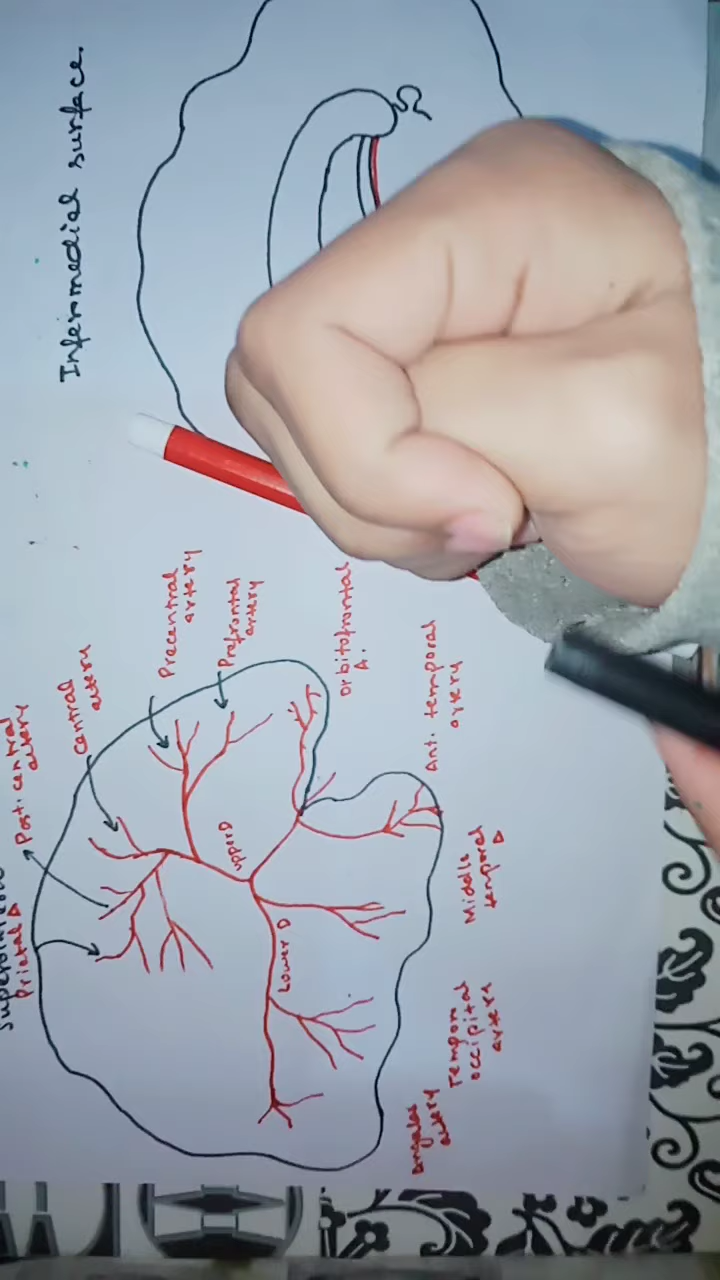 Inferomedial surface
Precentral
artery
Prefrontal
artery
Orbitofrontal
A.
Central
artery
Ant. temporal
artery
Post. central
artery
Prietal A
Upper D
Lower D
Middle
temporal
A
Temporo
occipital
artery
Angular
artery